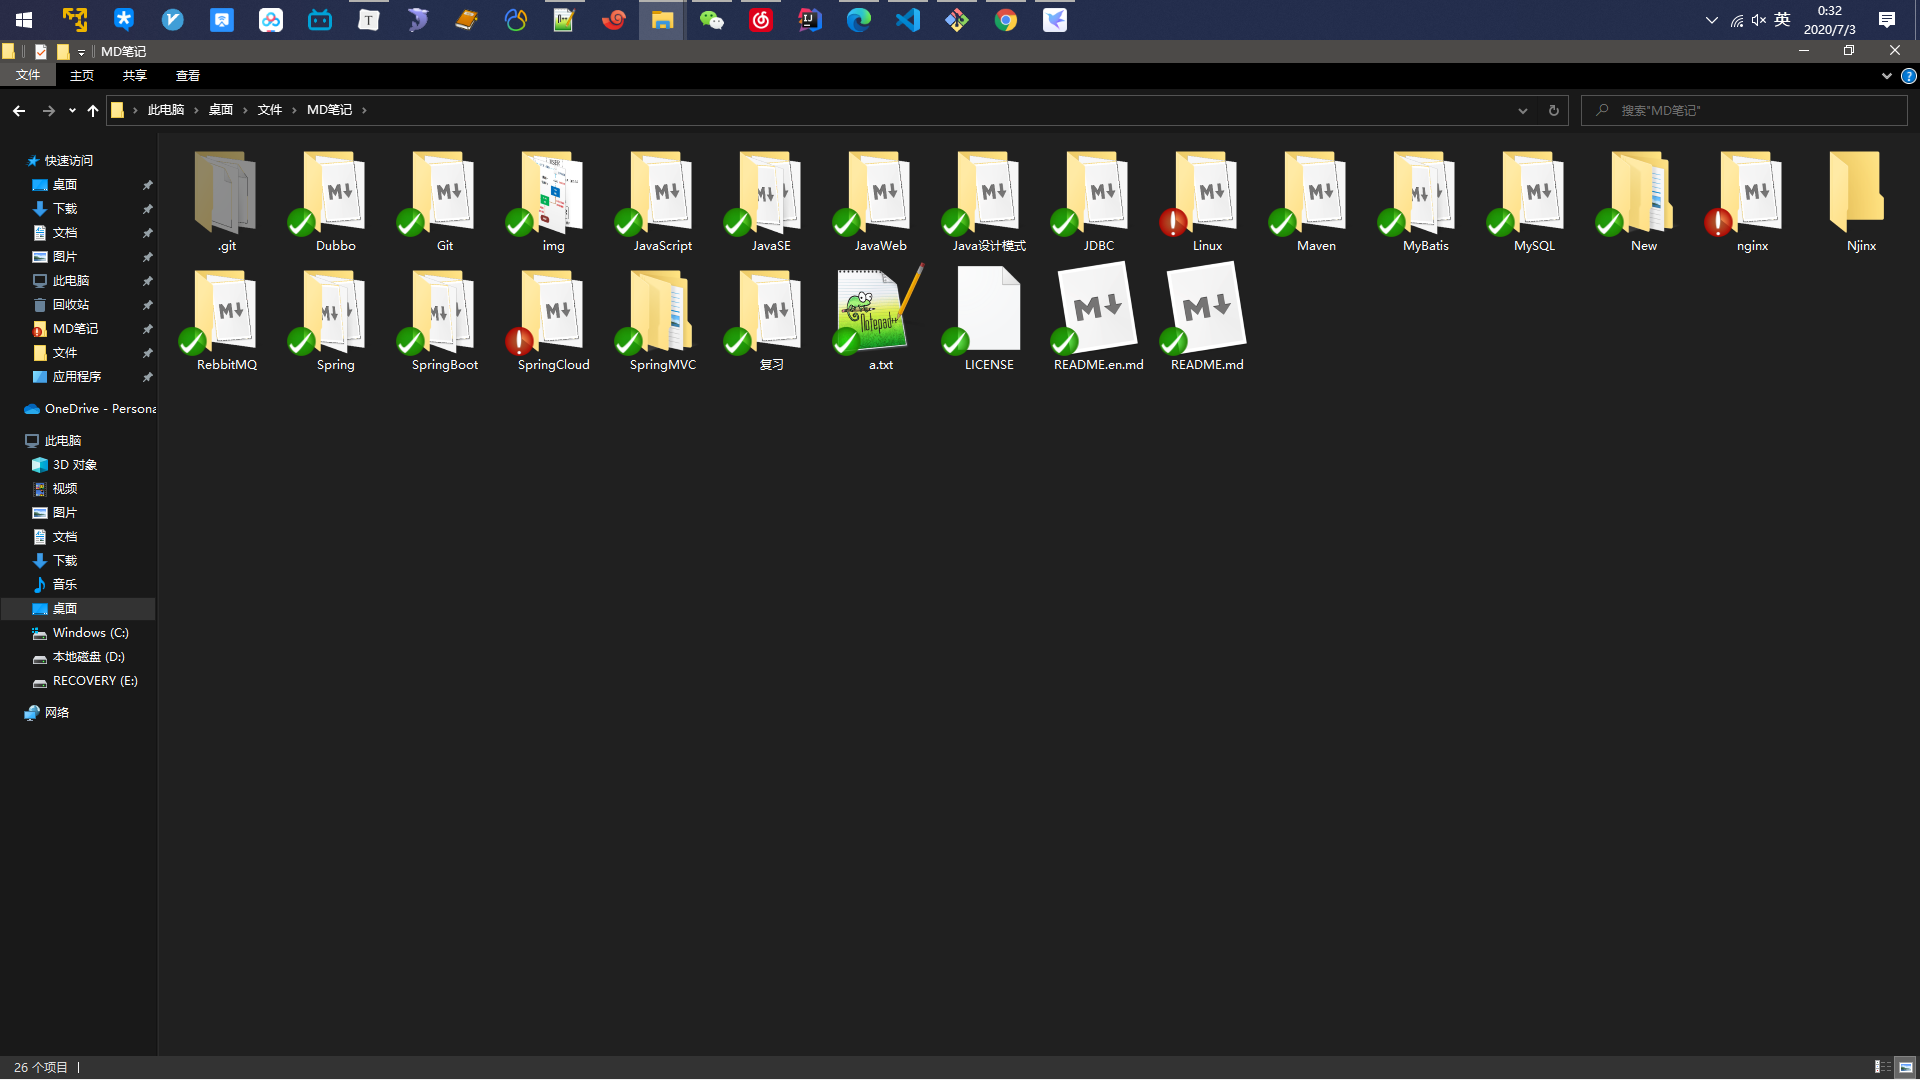 英
0:32
2020/7/3
MD笔记
文件 主页 共享 查看
此电脑 桌面 文件 MD笔记
搜索"MD笔记"
快速访问
桌面
下载
文档
图片
此电脑
回收站
MD笔记
文件
应用程序
OneDrive - Persona
此电脑
3D 对象
视频
图片
文档
下载
音乐
桌面
Windows (C:)
本地磁盘 (D:)
RECOVERY (E:)
网络
.git Dubbo Git img JavaScript JavaSE JavaWeb Java设计模式 JDBC Linux Maven MyBatis MySQL New nginx Njinx
RebbitMQ Spring SpringBoot SpringCloud SpringMVC 复习 a.txt LICENSE README.en.md README.md
26 个项目